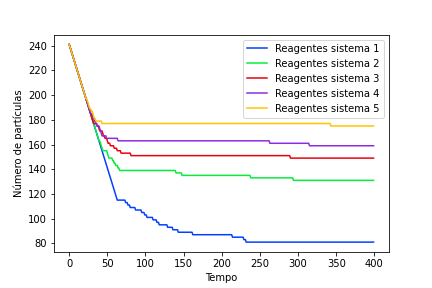 240
220
200
180
160
140
120
100
80
Número de partículas
Reagentes sistema 1
Reagentes sistema 2
Reagentes sistema 3
Reagentes sistema 4
Reagentes sistema 5
0 50 100 150 200 250 300 350 400
Tempo